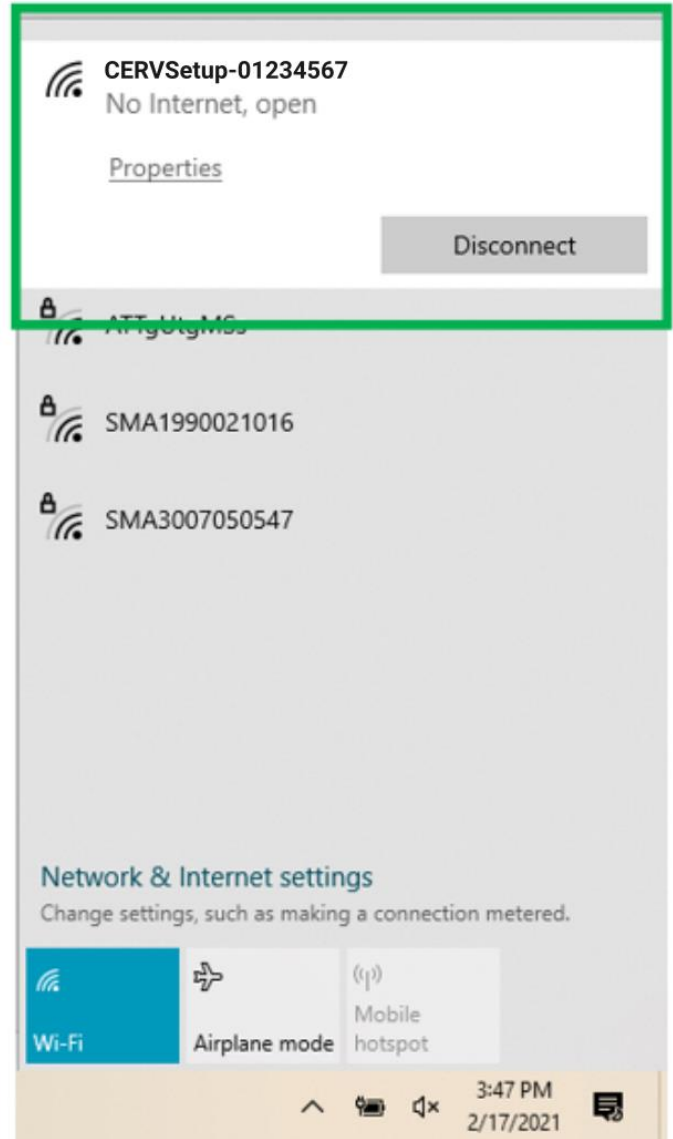 CERVSetup-01234567
No Internet, open
Properties
Disconnect
ATTgUtgMSs
SMA1990021016
SMA3007050547
Network & Internet settings
Change settings, such as making a connection metered.
Wi-Fi
Airplane mode
Mobile
hotspot
3:47 PM
2/17/2021